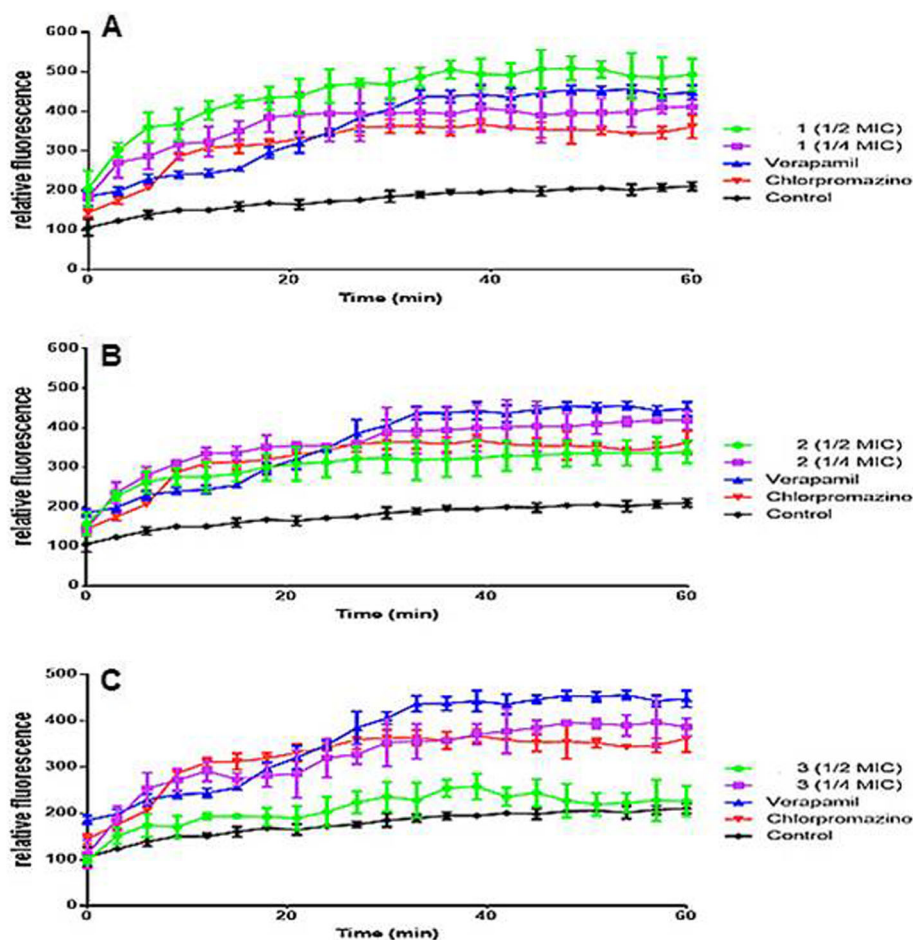 A
600
500
400
300
200
100
0
relative fluorescence
0 20 40 60
Time (min)
1 (1/2 MIC)
1 (1/4 MIC)
Verapamil
Chlorpromazino
Control
B
600
500
400
300
200
100
0
relative fluorescence
0 20 40 60
Time (min)
2 (1/2 MIC)
2 (1/4 MIC)
Verapamil
Chlorpromazino
Control
C
500
400
300
200
100
0
relative fluorescence
0 20 40 60
Time (min)
3 (1/2 MIC)
3 (1/4 MIC)
Verapamil
Chlorpromazino
Control